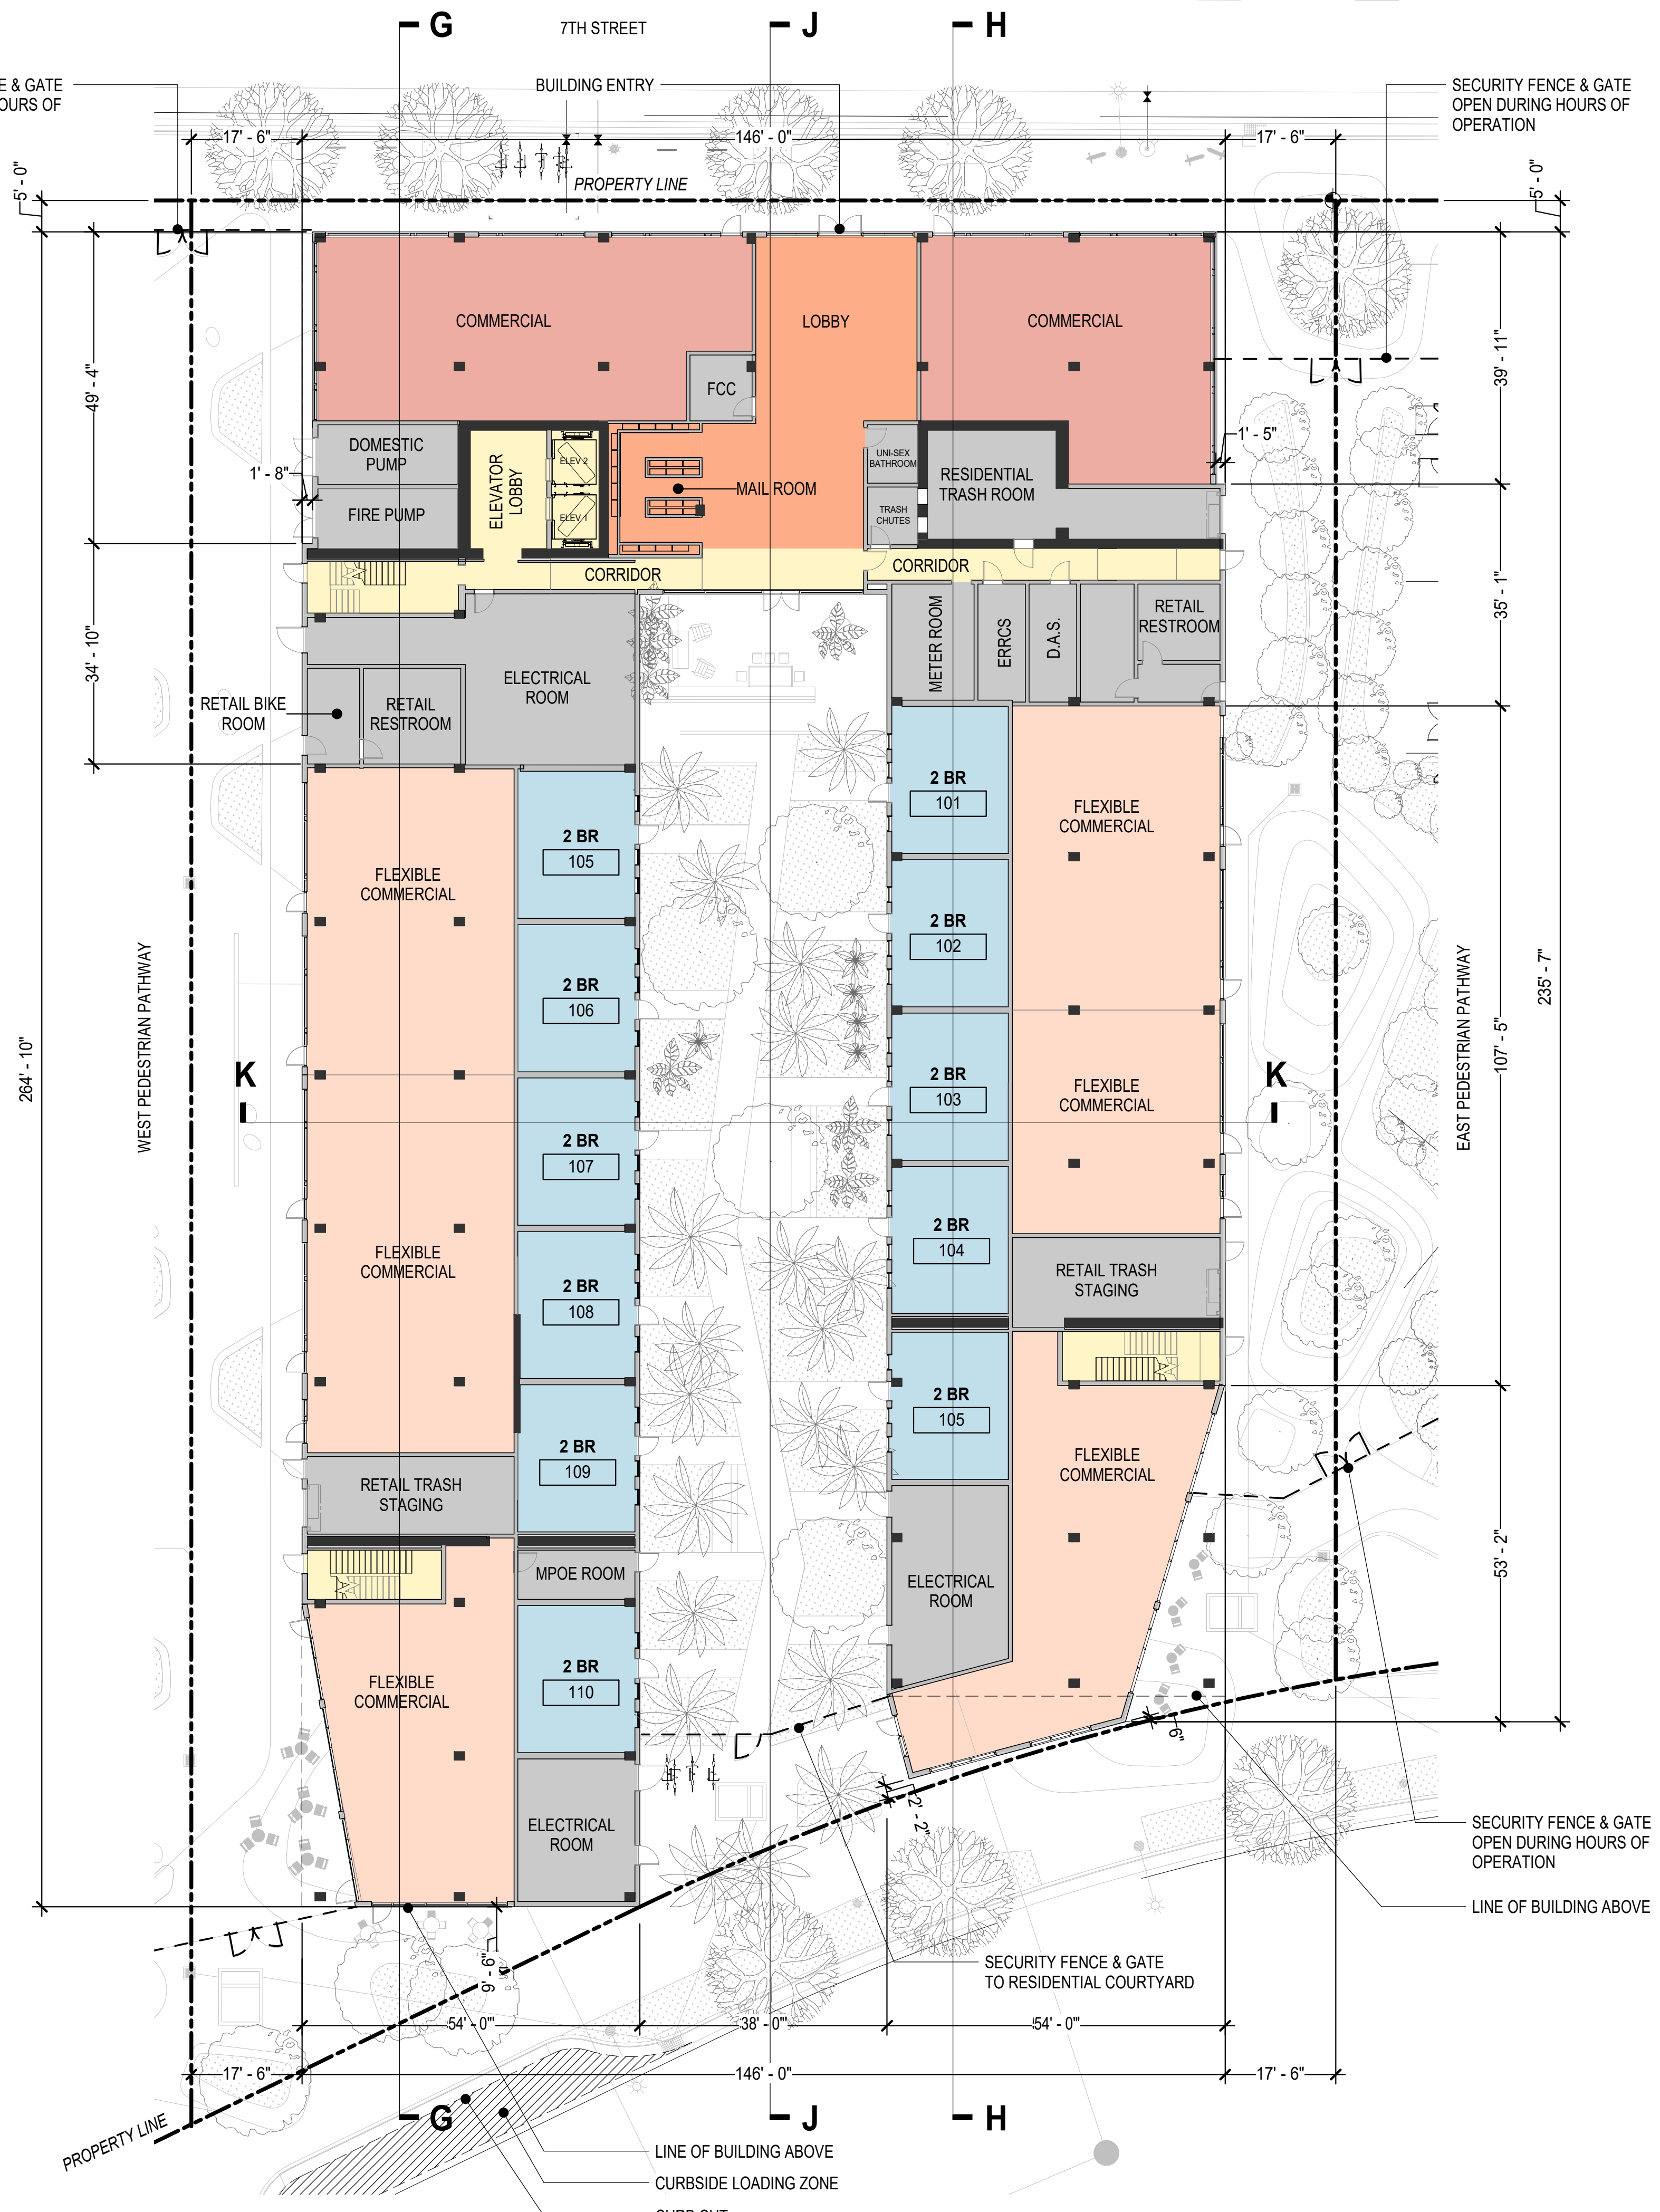 G
7TH STREET
J
H
E & GATE
OURS OF
BUILDING ENTRY
SECURITY FENCE & GATE
OPEN DURING HOURS OF
OPERATION
17' - 6"
146' - 0"
17' - 6"
5' - 0"
PROPERTY LINE
5' - 0"
COMMERCIAL
LOBBY
COMMERCIAL
49' - 4"
39' - 11"
FCC
DOMESTIC
PUMP
ELEVATOR
LOBBY
ELEV 2
ELEV 1
UNI-SEX
BATHROOM
RESIDENTIAL
TRASH ROOM
1' - 5"
1' - 8"
MAIL ROOM
FIRE PUMP
TRASH
CHUTES
CORRIDOR
CORRIDOR
34' - 10"
35' - 1"
METER ROOM
ERRCS
D.A.S.
RETAIL
RESTROOM
ELECTRICAL
ROOM
RETAIL BIKE
ROOM
RETAIL
RESTROOM
2 BR
101
FLEXIBLE
COMMERCIAL
2 BR
105
FLEXIBLE
COMMERCIAL
2 BR
102
2 BR
106
WEST PEDESTRIAN PATHWAY
EAST PEDESTRIAN PATHWAY
235' - 7"
264' - 10"
107' - 5"
K
K
2 BR
103
FLEXIBLE
COMMERCIAL
2 BR
107
2 BR
104
FLEXIBLE
COMMERCIAL
2 BR
108
RETAIL TRASH
STAGING
2 BR
105
2 BR
109
FLEXIBLE
COMMERCIAL
RETAIL TRASH
STAGING
53' - 2"
MPOE ROOM
ELECTRICAL
ROOM
2 BR
110
FLEXIBLE
COMMERCIAL
6"
2' - 2"
ELECTRICAL
ROOM
SECURITY FENCE & GATE
OPEN DURING HOURS OF
OPERATION
LINE OF BUILDING ABOVE
9' - 6"
SECURITY FENCE & GATE
TO RESIDENTIAL COURTYARD
54' - 0"
38' - 0"
54' - 0"
17' - 6"
146' - 0"
17' - 6"
G
J
H
PROPERTY LINE
LINE OF BUILDING ABOVE
CURBSIDE LOADING ZONE
CURB CUT